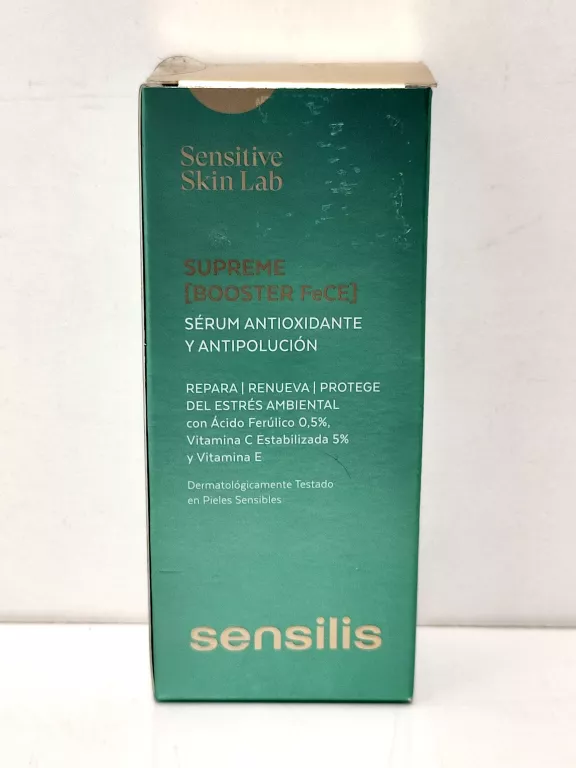 Sensitive
Skin Lab
SUPREME
[BOOSTER FeCE]
SÉRUM ANTIOXIDANTE
Y ANTIPOLUCIÓN
REPARA | RENUEVA | PROTEGE
DEL ESTRÉS AMBIENTAL
con Ácido Ferúlico 0,5%,
Vitamina C Estabilizada 5%
y Vitamina E
Dermatológicamente Testado
en Pieles Sensibles
sensilis